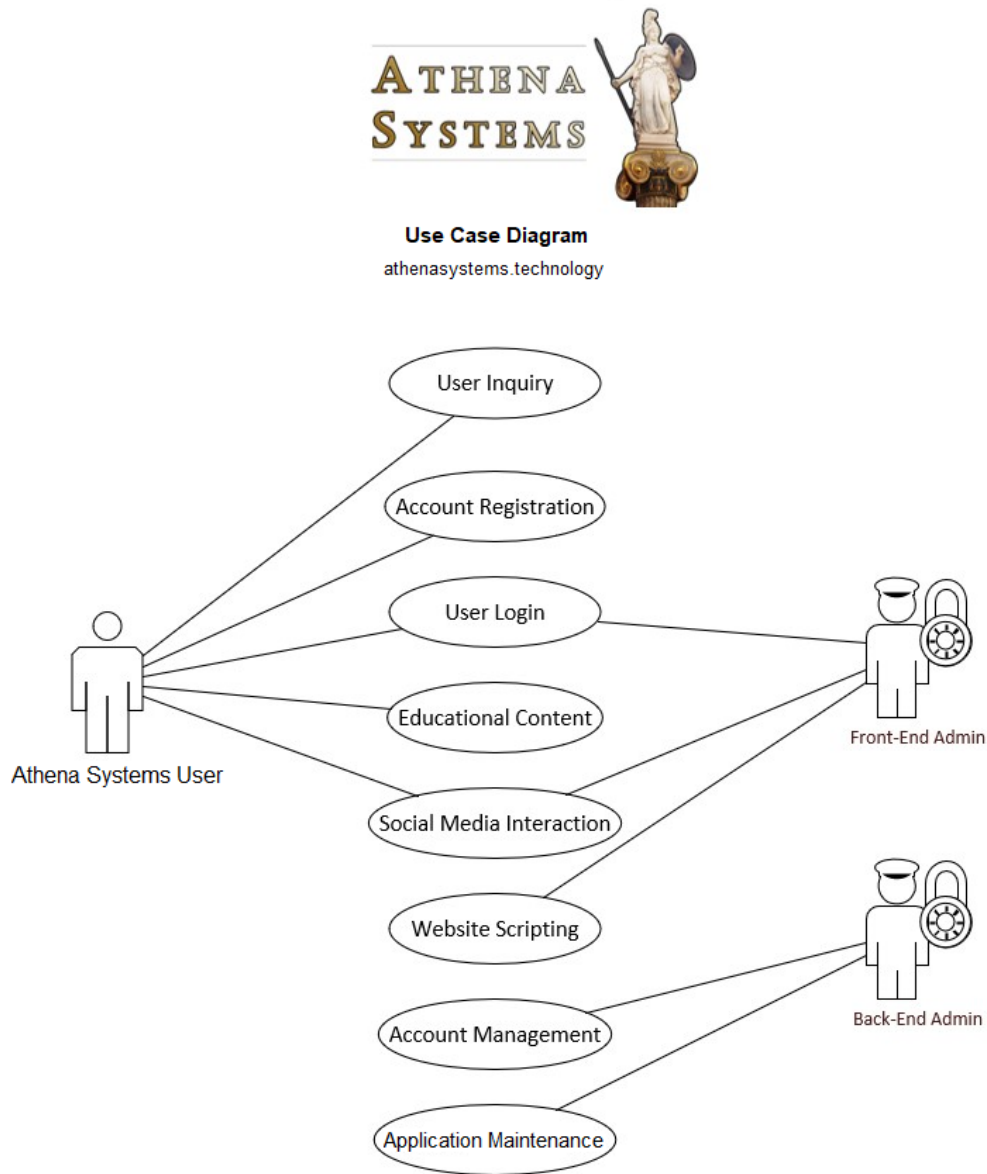 ATHENA
SYSTEMS
Use Case Diagram
athenasystems.technology
User Inquiry
Account Registration
User Login
Educational Content
Front-End Admin
Athena Systems User
Social Media Interaction
Website Scripting
Back-End Admin
Account Management
Application Maintenance